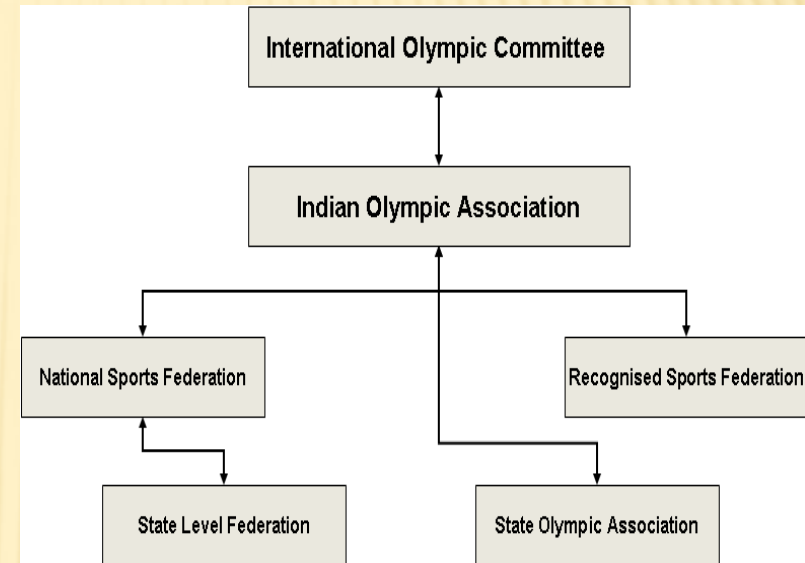 International Olympic Committee
Indian Olympic Association
National Sports Federation
Recognised Sports Federation
State Level Federation
State Olympic Association